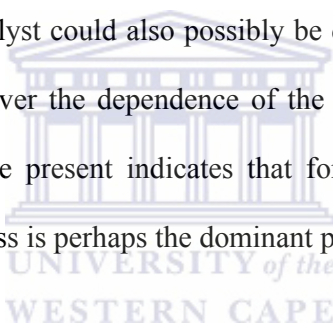 lyst could also possibly be
ver the dependence of the
e present indicates that
ss is perhaps the dominant
UNIVERSITY of the
WESTERN CAPE